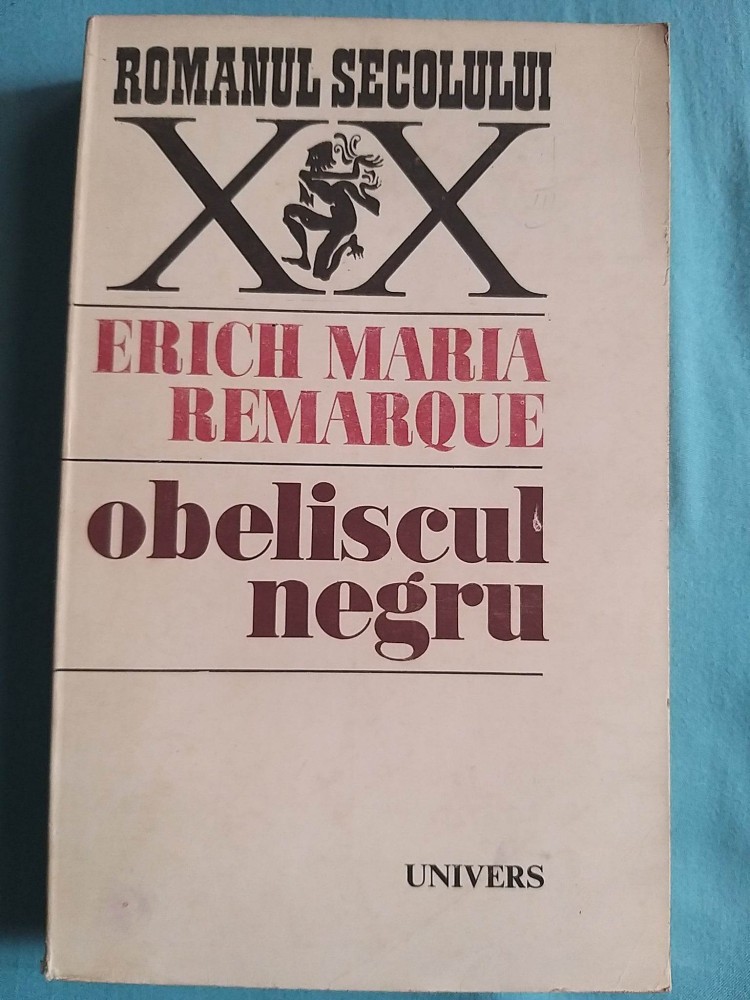 ROMANUL SECOLULUI
XX
ERICH MARIA
REMARQUE
obeliscul
negru
UNIVERS